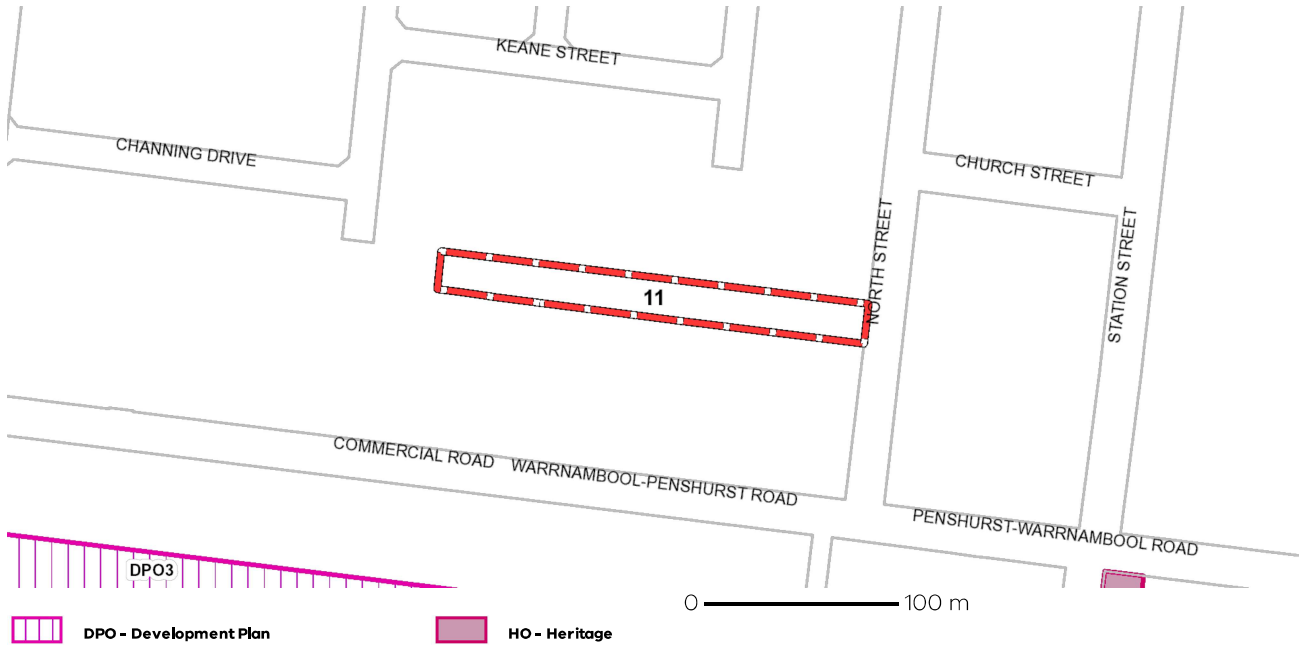 KEANE STREET
CHANNING DRIVE
CHURCH STREET
NORTH STREET
STATION STREET
11
COMMERCIAL ROAD
WARRNAMBOOL-PENSHURST ROAD
PENSHURST-WARRNAMBOOL ROAD
DPO3
0 100 m
DPO - Development Plan
HO - Heritage